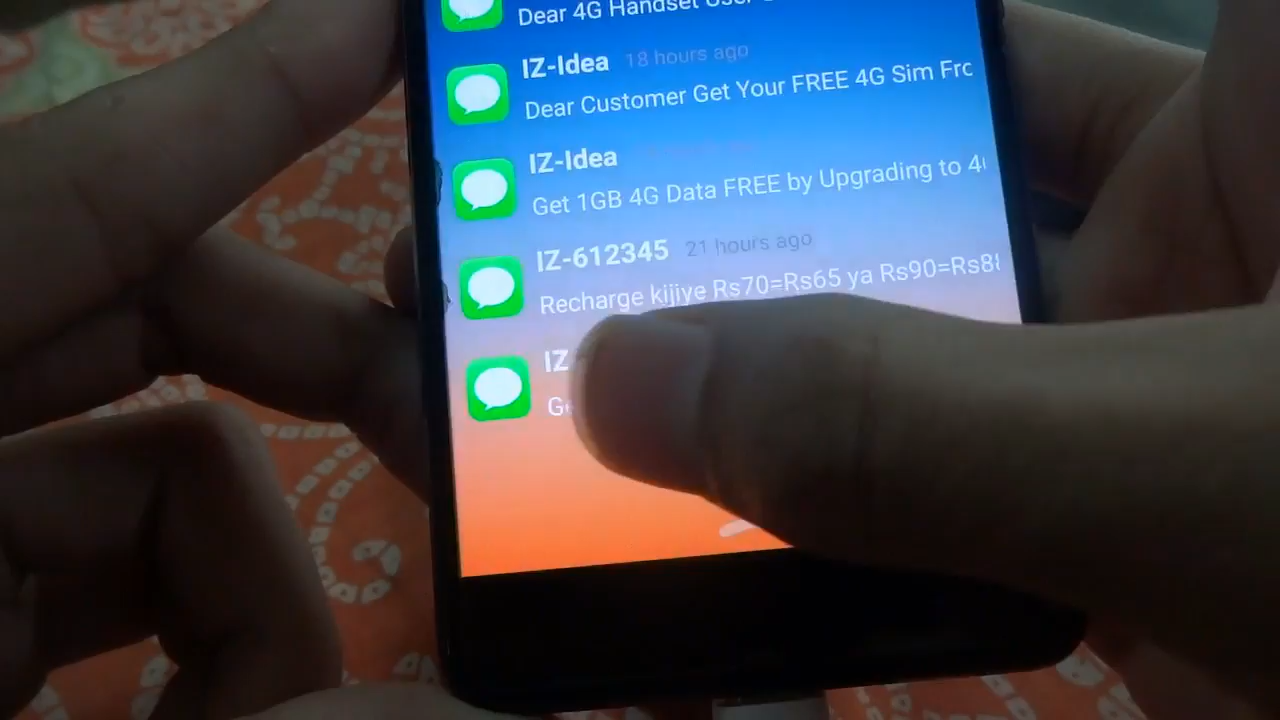 Dear 4G Handset User
IZ-Idea 18 hours ago
Dear Customer Get Your FREE 4G Sim Frc
IZ-Idea
Get 1GB 4G Data FREE by Upgrading to 4
IZ-612345 21 hours ago
Recharge kijiye Rs70=Rs65 ya Rs90=Rs8
IZ